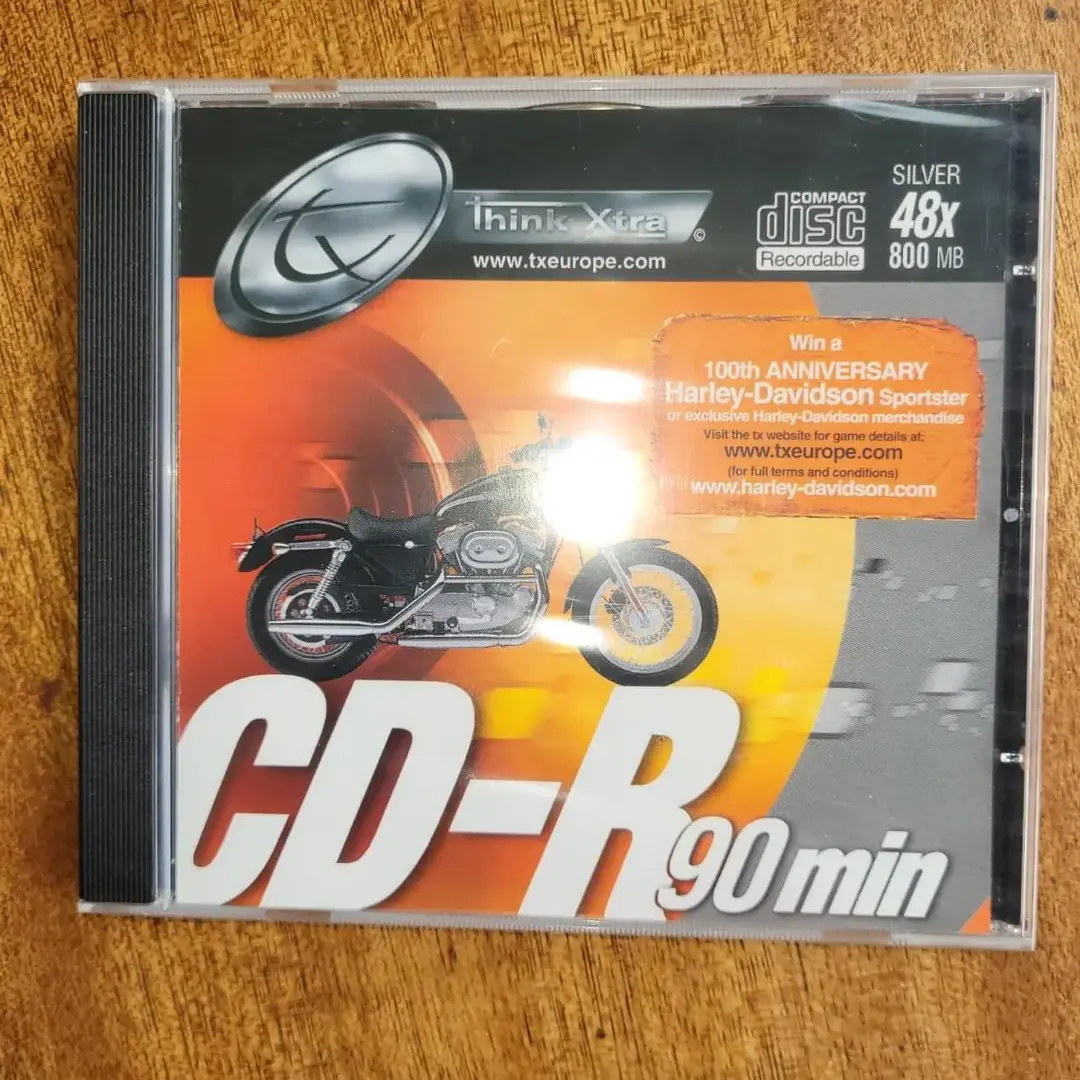 tx
Think Xtra
©
www.txeurope.com
COMPACT
disc
Recordable
SILVER
48x
800 MB
Win a
100th ANNIVERSARY
Harley-Davidson Sportster
or exclusive Harley-Davidson merchandise
Visit the tx website for game details at:
www.txeurope.com
(for full terms and conditions)
www.harley-davidson.com
CD-R
90 min